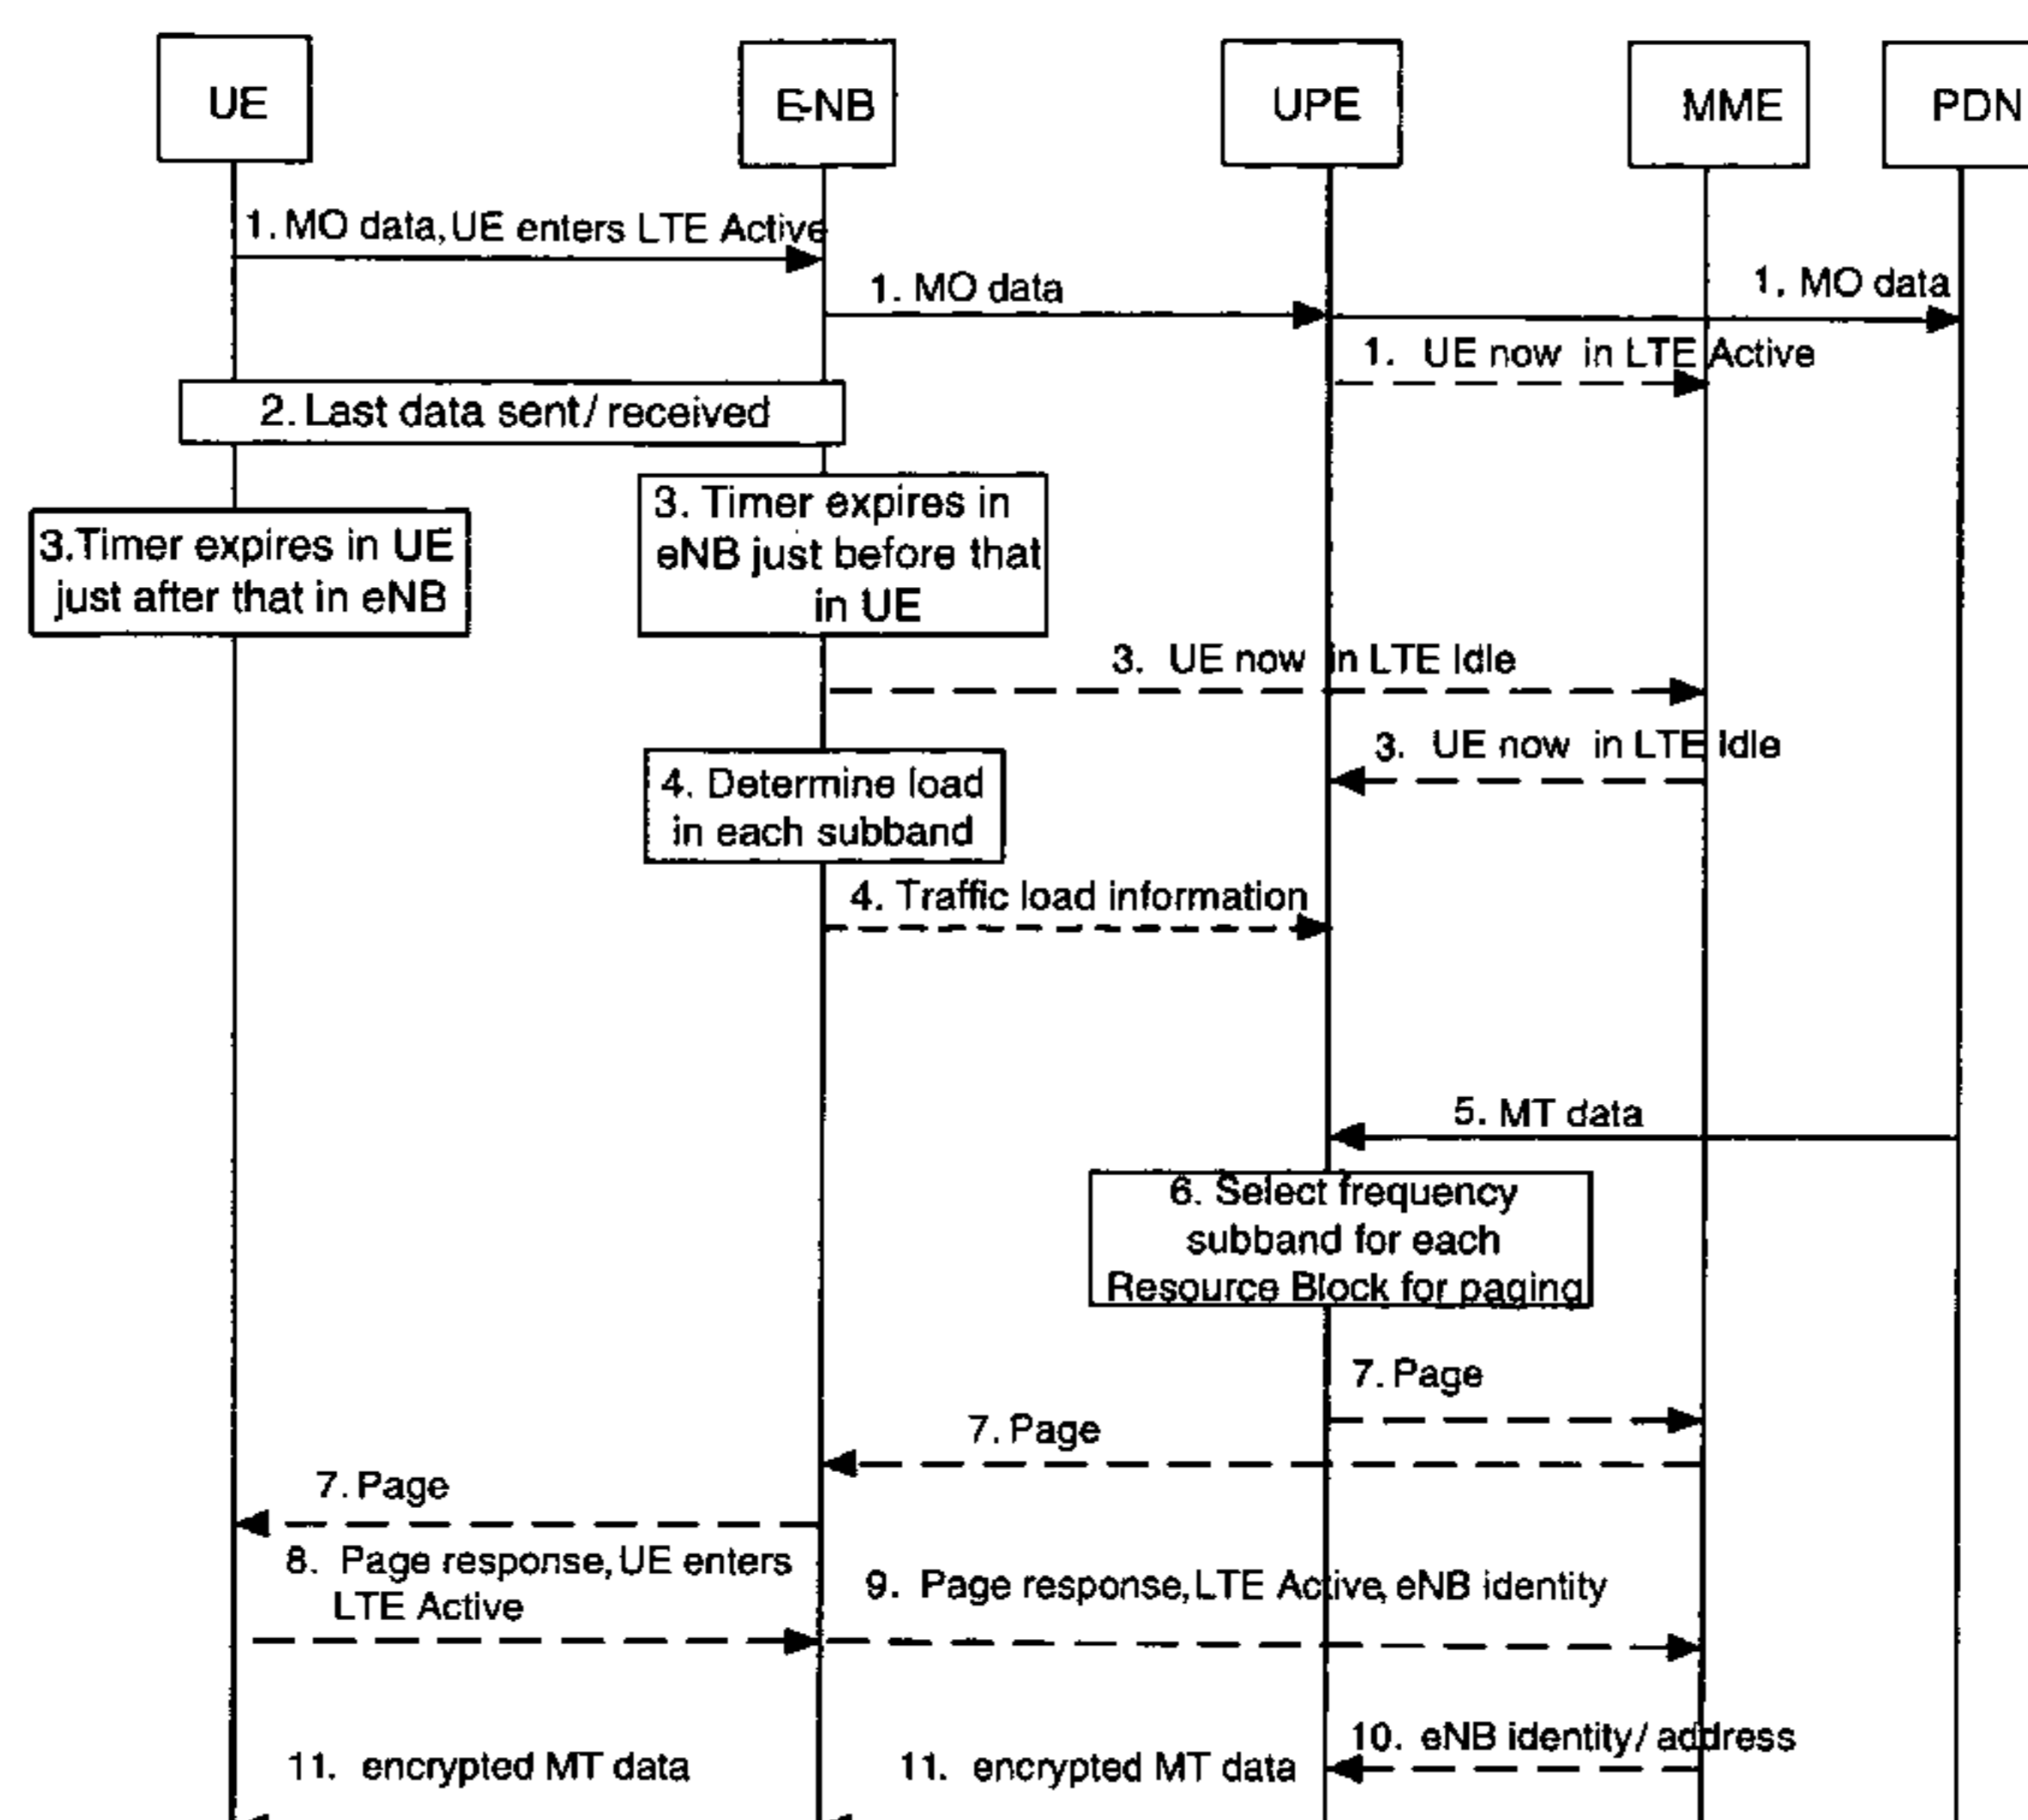 UE
E-NB
UPE
MME
PDN
1. MO data, UE enters LTE Active
1. MO data
1. MO data
1. UE now in LTE Active
2. Last data sent/ received
3. Timer expires in
eNB just before that
in UE
3.Timer expires in UE
just after that in eNB
3. UE now in LTE Idle
3. UE now in LTE Idle
4. Determine load
in each subband
4. Traffic load information
5. MT data
6. Select frequency
subband for each
Resource Block for paging
7. Page
7. Page
7. Page
8. Page response, UE enters
LTE Active
9. Page response, LTE Active, eNB identity
10. eNB identity/ address
11. encrypted MT data
11. encrypted MT data